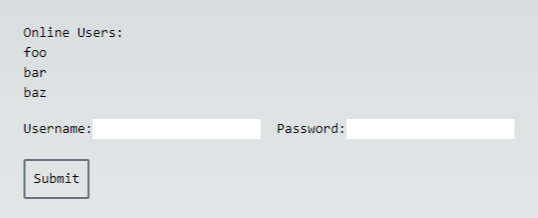 Online Users:
foo
bar
baz
Username: Password:
Submit